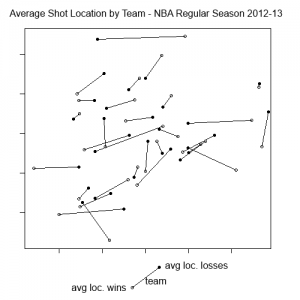 Average Shot Location by Team - NBA Regular Season 2012-13
avg loc. losses
team
avg loc. wins